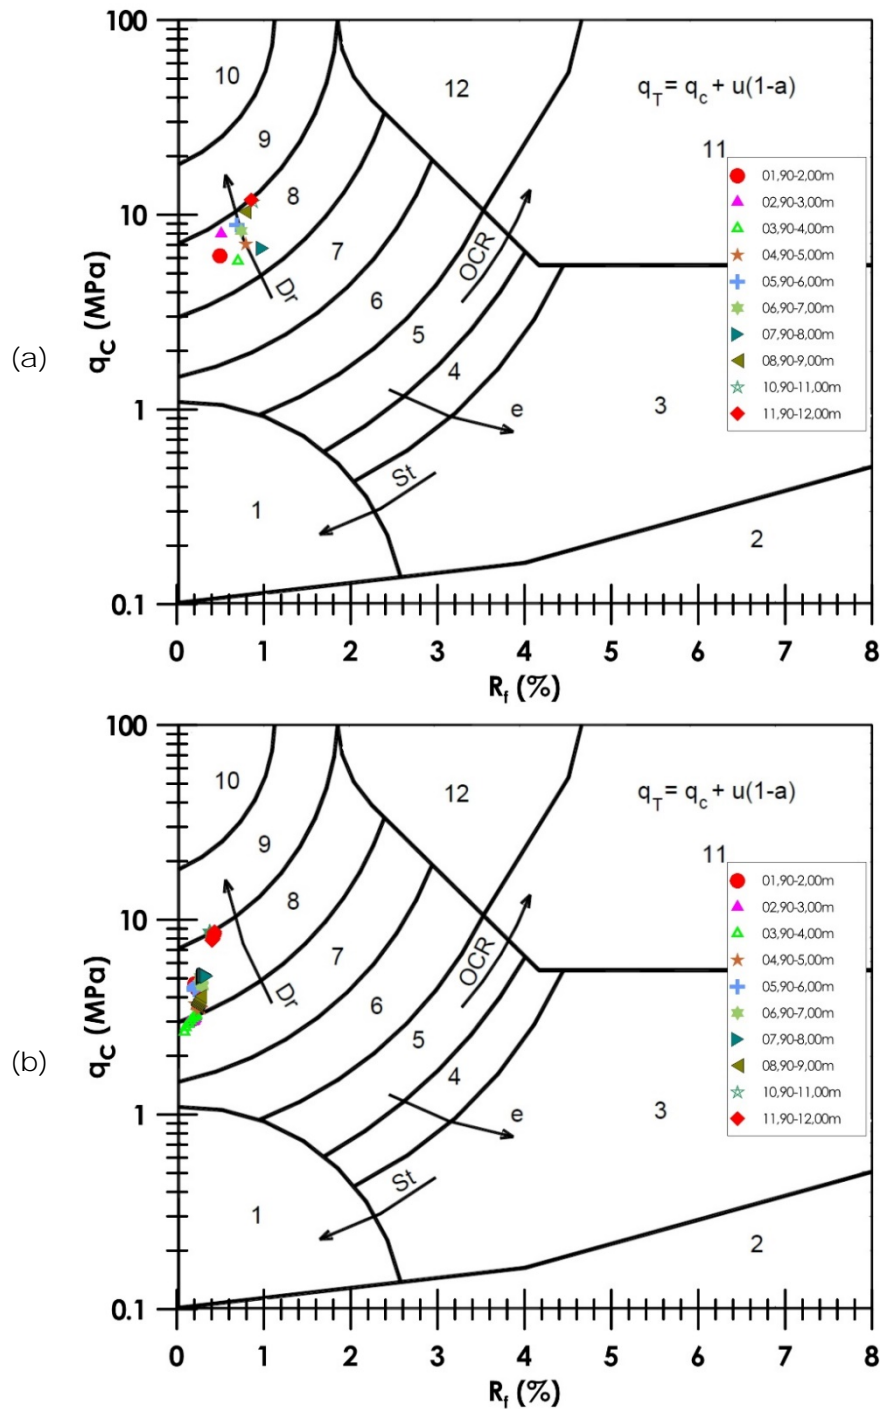 (a)
q_C (MPa)
100
10
1
0.1
10
9
8
7
6
5
4
3
2
1
12
11
q_T = q_c + u(1-a)
Dr
OCR
e
St
01,90-2,00m
02,90-3,00m
03,90-4,00m
04,90-5,00m
05,90-6,00m
06,90-7,00m
07,90-8,00m
08,90-9,00m
10,90-11,00m
11,90-12,00m
0 1 2 3 4 5 6 7 8
R_f (%)
(b)
q_C (MPa)
100
10
1
0.1
10
9
8
7
6
5
4
3
2
1
12
11
q_T = q_c + u(1-a)
Dr
OCR
e
St
01,90-2,00m
02,90-3,00m
03,90-4,00m
04,90-5,00m
05,90-6,00m
06,90-7,00m
07,90-8,00m
08,90-9,00m
10,90-11,00m
11,90-12,00m
0 1 2 3 4 5 6 7 8
R_f (%)